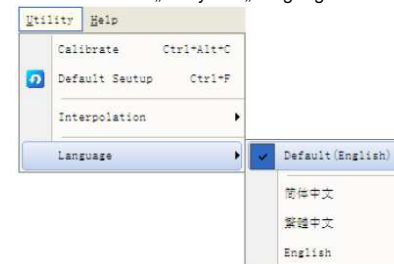 Utility Help
Calibrate Ctrl+Alt+C
Default Seutup Ctrl+F
Interpolation
Language
Default(English)
简体中文
繁體中文
English